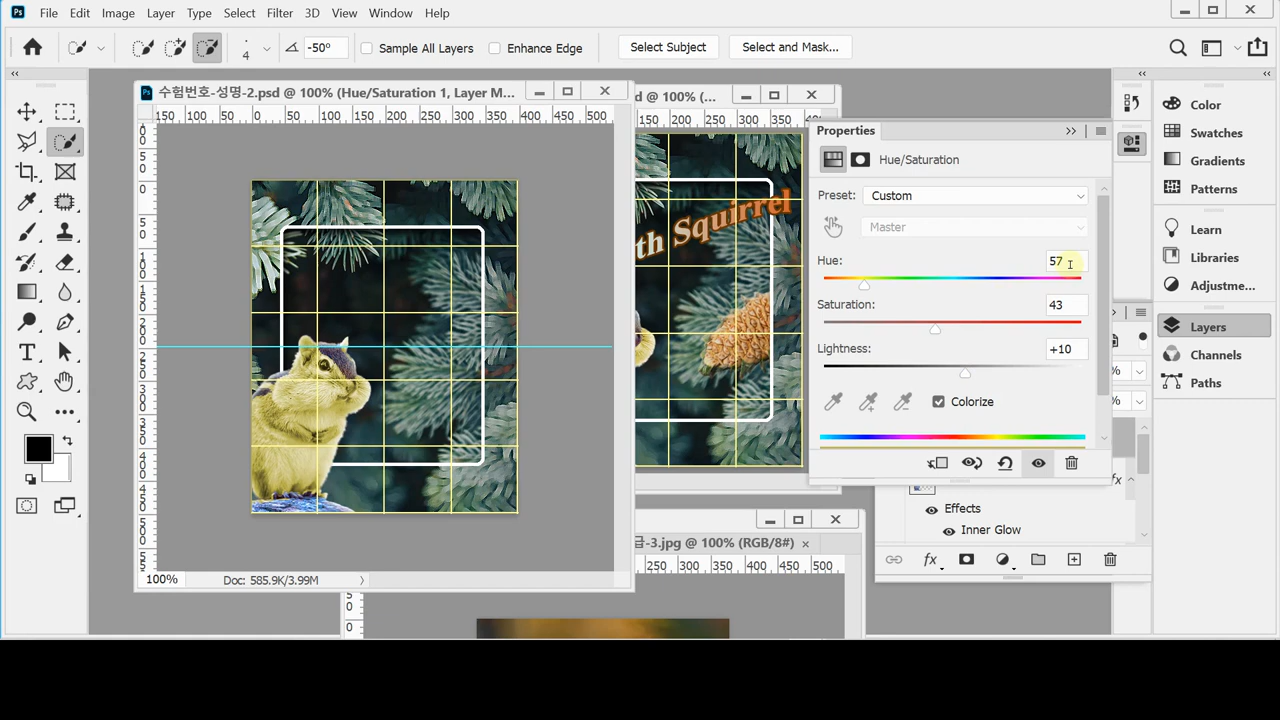 Ps File Edit Image Layer Type Select Filter 3D View Window Help
4 -50° Sample All Layers Enhance Edge Select Subject Select and Mask...
수험번호-성명-2.psd @ 100% (Hue/Saturation 1, Layer M...
d @ 100% (...
150 100 50 0 50 100 150 200 250 300 350 400 450 500
150 200 250 300 350 400
th Squirrel
100% Doc: 585.9K/3.99M
급-3.jpg @ 100% (RGB/8#) ×
250 300 350 400 450 500
Properties
Hue/Saturation
Preset: Custom
Master
Hue: 57
Saturation: 43
Lightness: +10
Colorize
Effects
Inner Glow
fx
Color
Swatches
Gradients
Patterns
Learn
Libraries
Adjustme...
Layers
Channels
Paths